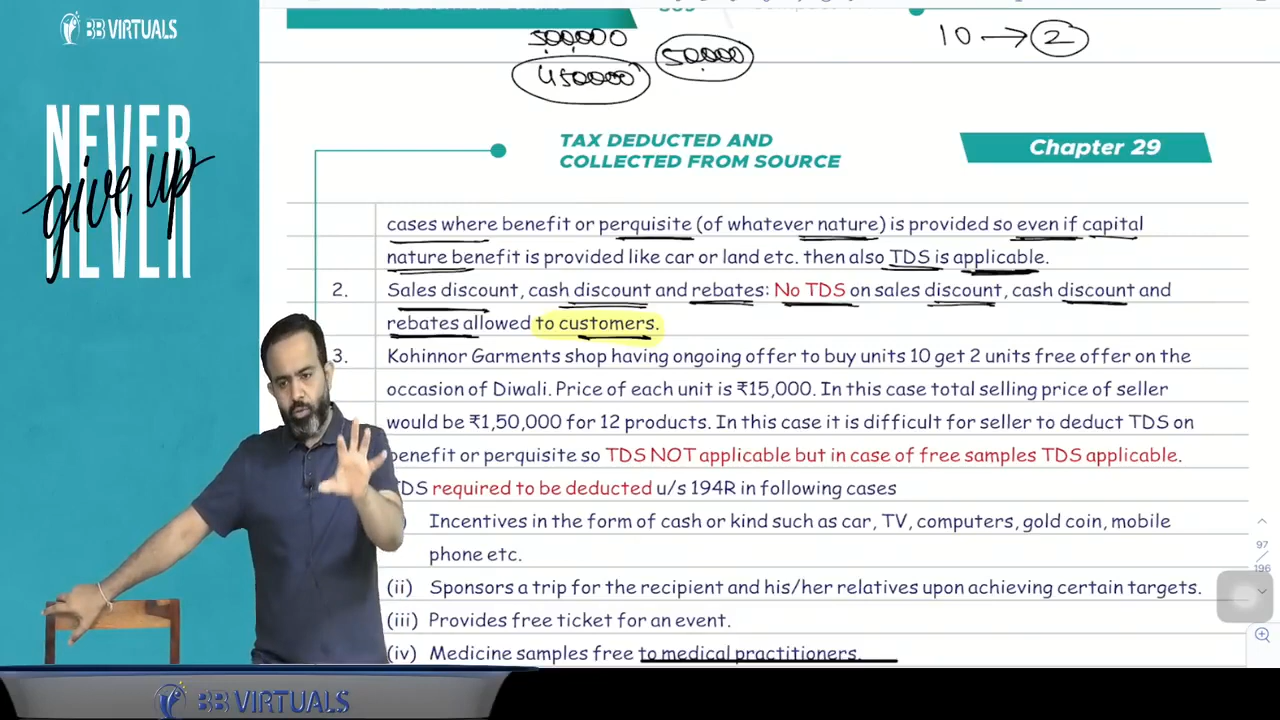 BB VIRTUALS
NEVER
give up
NEVER
500,000
450000
50,000
10 → 2
TAX DEDUCTED AND
COLLECTED FROM SOURCE
Chapter 29
cases where benefit or perquisite (of whatever nature) is provided so even if capital
nature benefit is provided like car or land etc. then also TDS is applicable.
2. Sales discount, cash discount and rebates: No TDS on sales discount, cash discount and
rebates allowed to customers.
3. Kohinnor Garments shop having ongoing offer to buy units 10 get 2 units free offer on the
occasion of Diwali. Price of each unit is ₹15,000. In this case total selling price of seller
would be ₹1,50,000 for 12 products. In this case it is difficult for seller to deduct TDS on
benefit or perquisite so TDS NOT applicable but in case of free samples TDS applicable.
TDS required to be deducted u/s 194R in following cases
Incentives in the form of cash or kind such as car, TV, computers, gold coin, mobile
phone etc.
(ii) Sponsors a trip for the recipient and his/her relatives upon achieving certain targets.
(iii) Provides free ticket for an event.
(iv) Medicine samples free to medical practitioners.
97
196
BB VIRTUALS